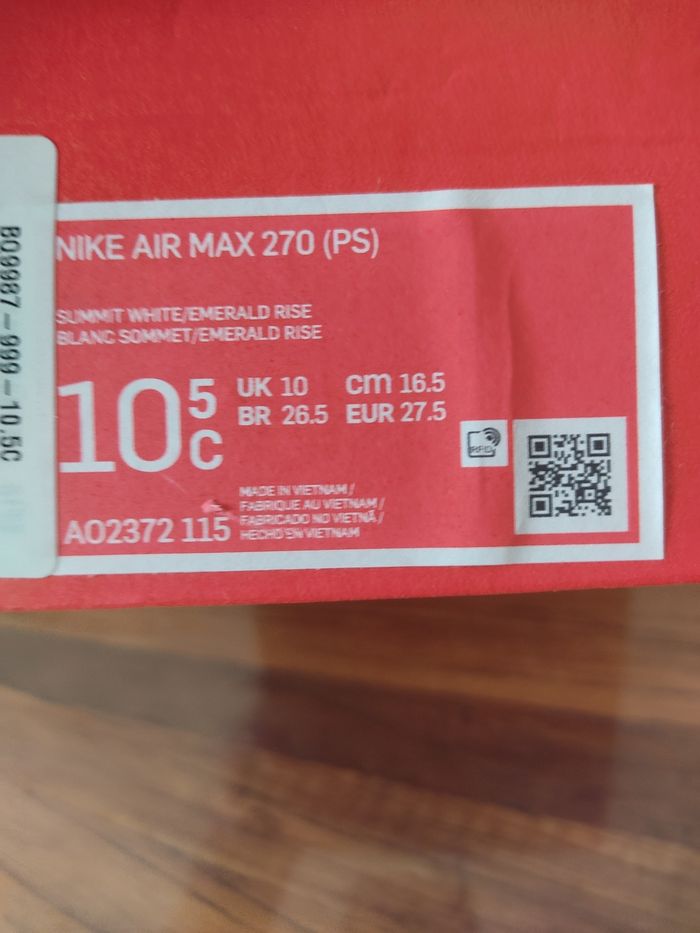 BO9987-999-10.5C
NIKE AIR MAX 270 (PS)
SUMMIT WHITE/EMERALD RISE
BLANC SOMMET/EMERALD RISE
10 5 C
UK 10 cm 16.5
BR 26.5 EUR 27.5
RFID
MADE IN VIETNAM /
FABRIQUE AU VIETNAM /
FABRICADO NO VIETNÃ /
HECHO EN VIETNAM
AO2372 115